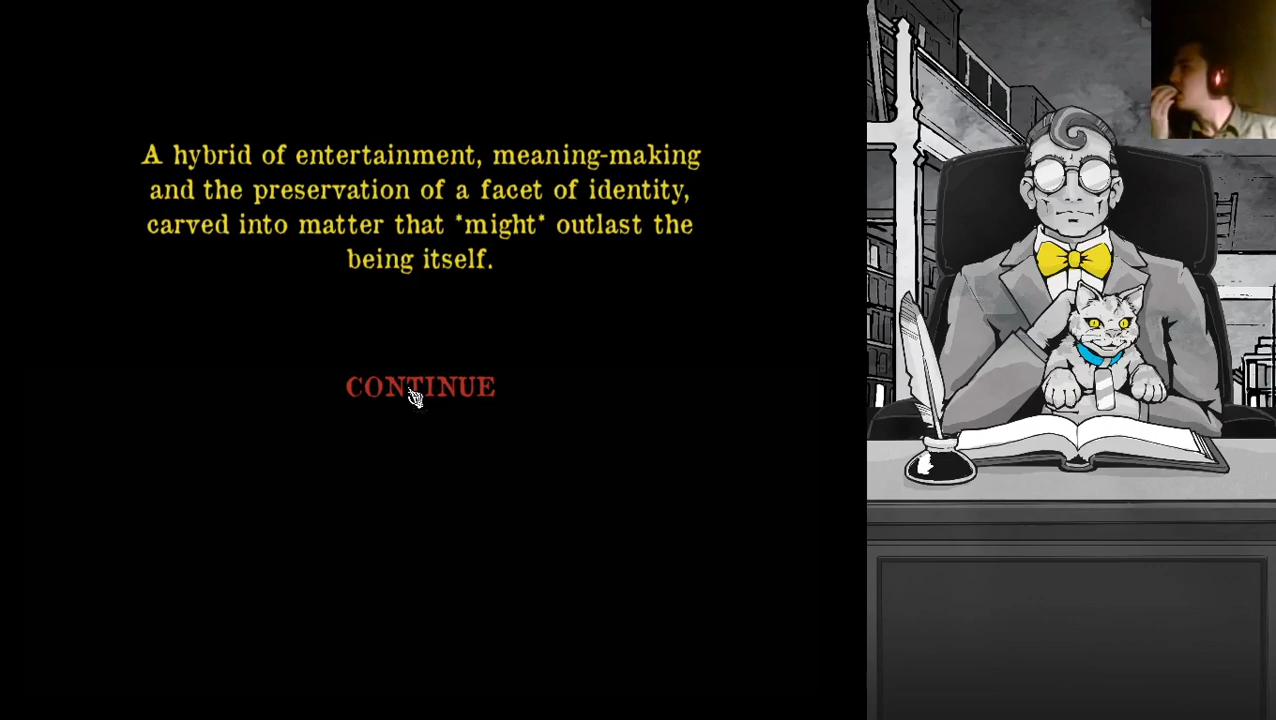 A hybrid of entertainment, meaning-making
and the preservation of a facet of identity,
carved into matter that *might* outlast the
being itself.
CONTINUE